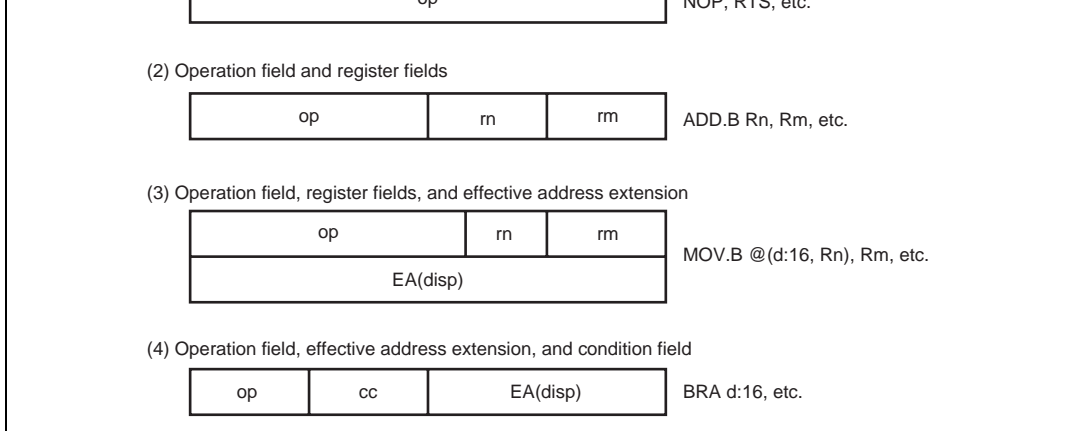 op NOP, RTS, etc.
(2) Operation field and register fields
op rn rm ADD.B Rn, Rm, etc.
(3) Operation field, register fields, and effective address extension
op rn rm
MOV.B @(d:16, Rn), Rm, etc.
EA(disp)
(4) Operation field, effective address extension, and condition field
op cc EA(disp) BRA d:16, etc.